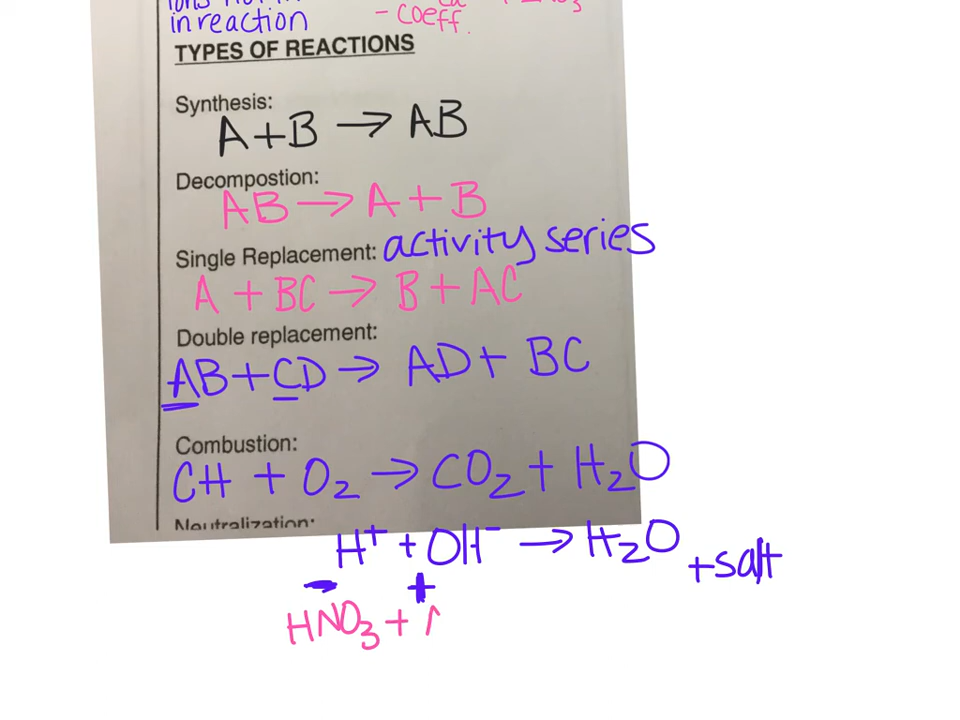 in reaction
- coeff.
TYPES OF REACTIONS
Synthesis:
A + B → AB
Decompostion:
AB → A + B
Single Replacement: activity series
A + BC → B + AC
Double replacement:
AB + CD → AD + BC
Combustion:
CH + O₂ → CO₂ + H₂O
Neutralization:
H⁺ + OH⁻ → H₂O + salt
- +
HNO₃ +